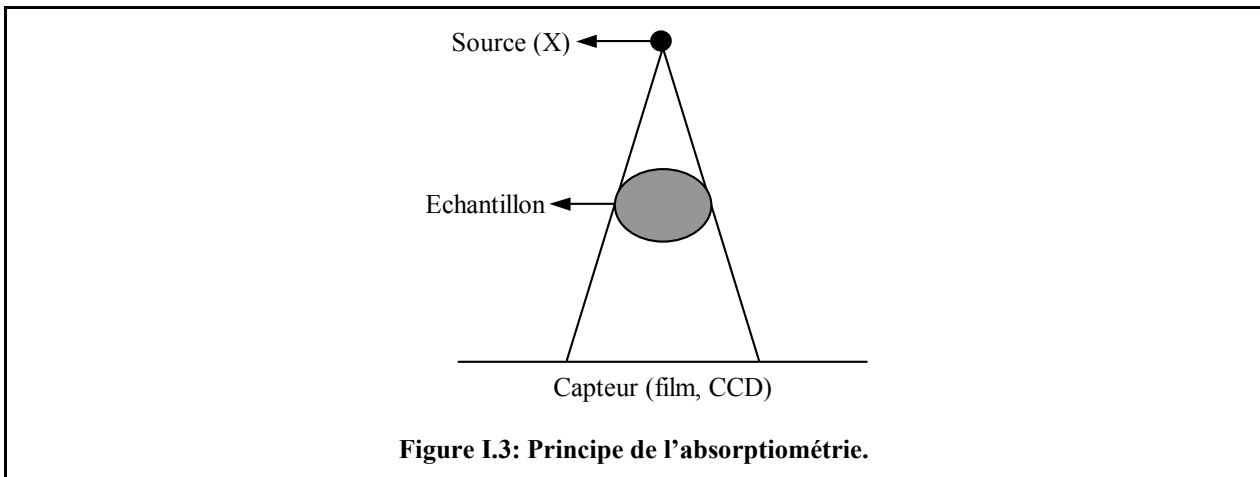 Source (X)
Echantillon
Capteur (film, CCD)
Figure I.3: Principe de l’absorptiométrie.